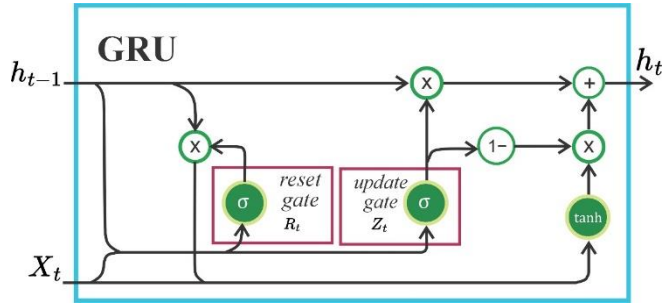 GRU
h_{t-1}
x
+
h_t
x
1-
x
σ
reset
gate
R_t
update
gate
Z_t
σ
tanh
X_t